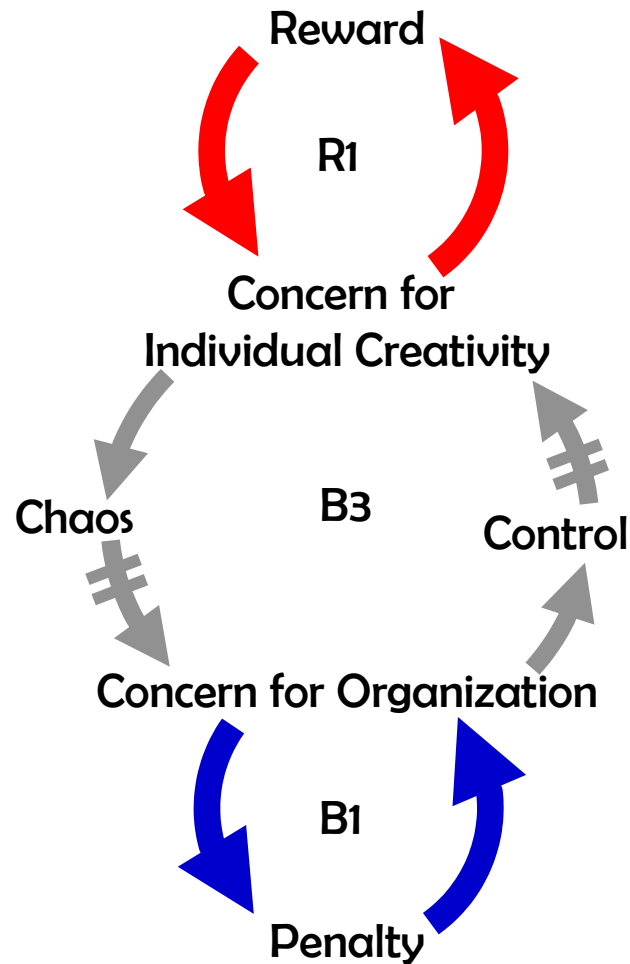 Reward
R1
Concern for
Individual Creativity
Chaos
B3
Control
Concern for Organization
B1
Penalty